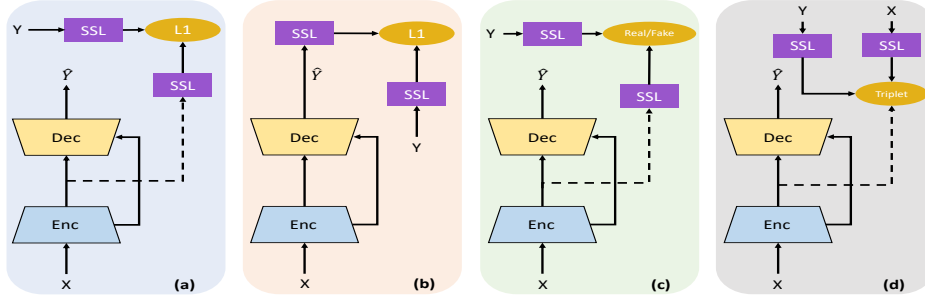 Y
SSL
L1
SSL
Ŷ
Dec
Enc
X
(a)
SSL
L1
Ŷ
SSL
Y
Dec
Enc
X
(b)
Y
SSL
Real/Fake
SSL
Ŷ
Dec
Enc
X
(c)
Y
X
SSL
SSL
Ŷ
Triplet
Dec
Enc
X
(d)